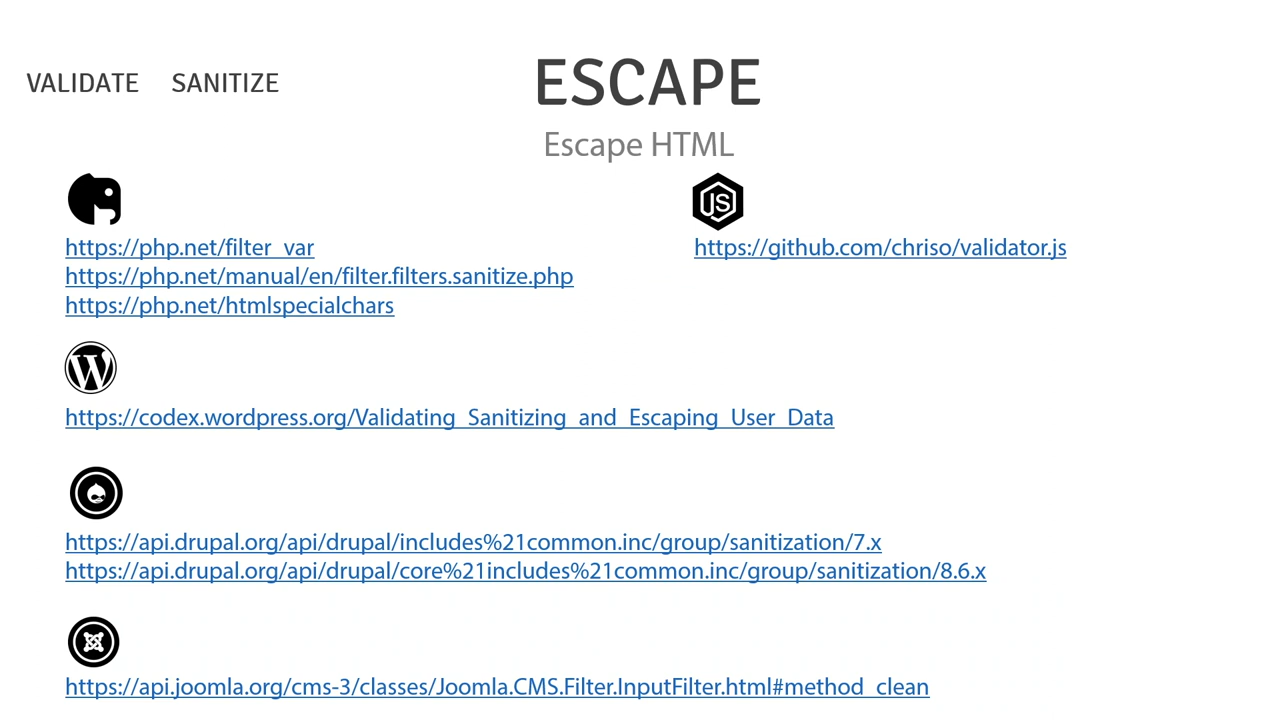 VALIDATE SANITIZE ESCAPE
Escape HTML
JS
https://php.net/filter_var
https://php.net/manual/en/filter.filters.sanitize.php
https://php.net/htmlspecialchars
https://github.com/chriso/validator.js
W
https://codex.wordpress.org/Validating_Sanitizing_and_Escaping_User_Data
https://api.drupal.org/api/drupal/includes%21common.inc/group/sanitization/7.x
https://api.drupal.org/api/drupal/core%21includes%21common.inc/group/sanitization/8.6.x
https://api.joomla.org/cms-3/classes/Joomla.CMS.Filter.InputFilter.html#method_clean